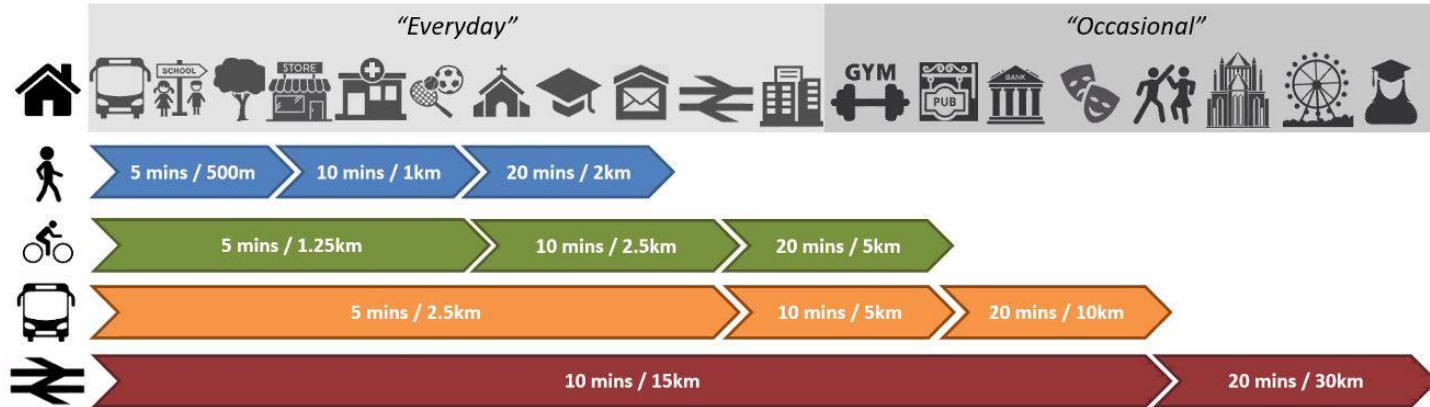 “Everyday”
“Occasional”
SCHOOL
STORE
GYM
PUB
BANK
5 mins / 500m
10 mins / 1km
20 mins / 2km
5 mins / 1.25km
10 mins / 2.5km
20 mins / 5km
5 mins / 2.5km
10 mins / 5km
20 mins / 10km
10 mins / 15km
20 mins / 30km